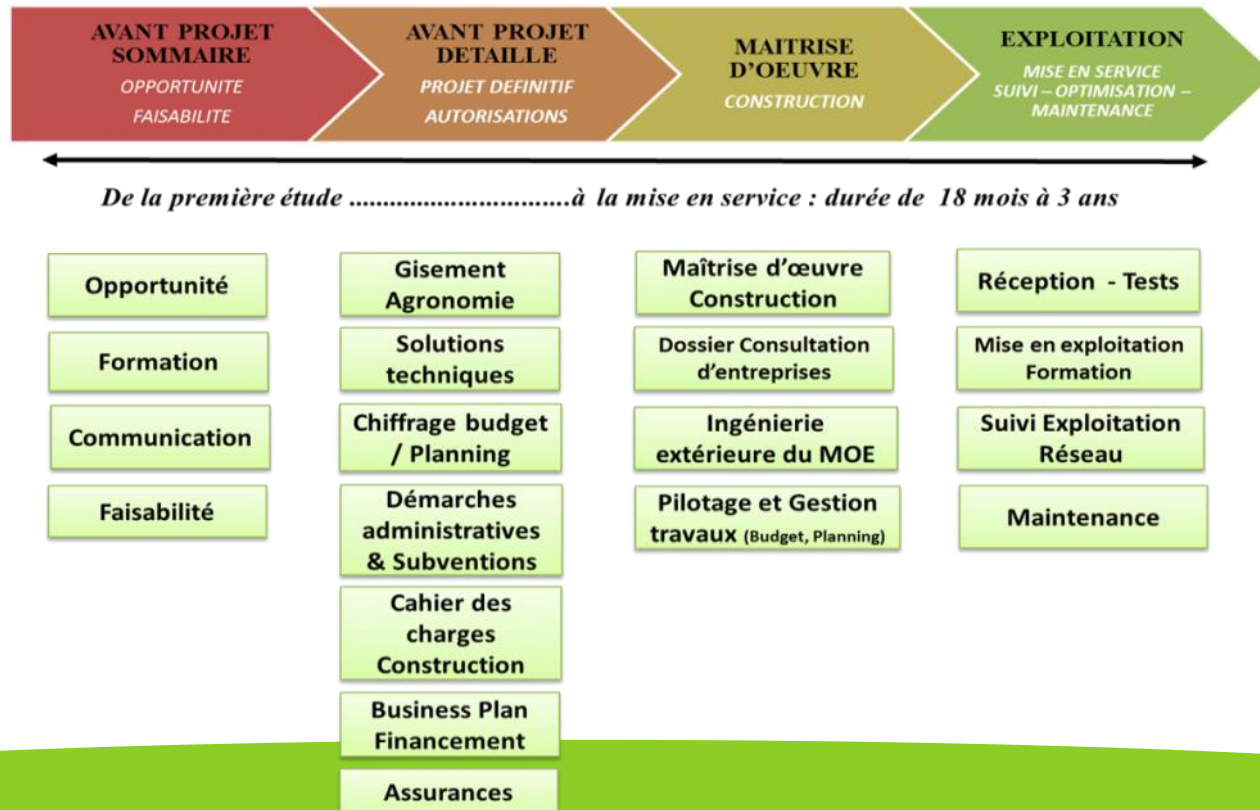 AVANT PROJET
SOMMAIRE
OPPORTUNITE
FAISABILITE
AVANT PROJET
DETAILLE
PROJET DEFINITIF
AUTORISATIONS
MAITRISE
D'OEUVRE
CONSTRUCTION
EXPLOITATION
MISE EN SERVICE
SUIVI – OPTIMISATION –
MAINTENANCE
De la première étude .................................à la mise en service : durée de 18 mois à 3 ans
Opportunité
Formation
Communication
Faisabilité
Gisement
Agronomie
Solutions
techniques
Chiffrage budget
/ Planning
Démarches
administratives
& Subventions
Cahier des
charges
Construction
Business Plan
Financement
Assurances
Maîtrise d'œuvre
Construction
Dossier Consultation
d'entreprises
Ingénierie
extérieure du MOE
Pilotage et Gestion
travaux (Budget, Planning)
Réception - Tests
Mise en exploitation
Formation
Suivi Exploitation
Réseau
Maintenance